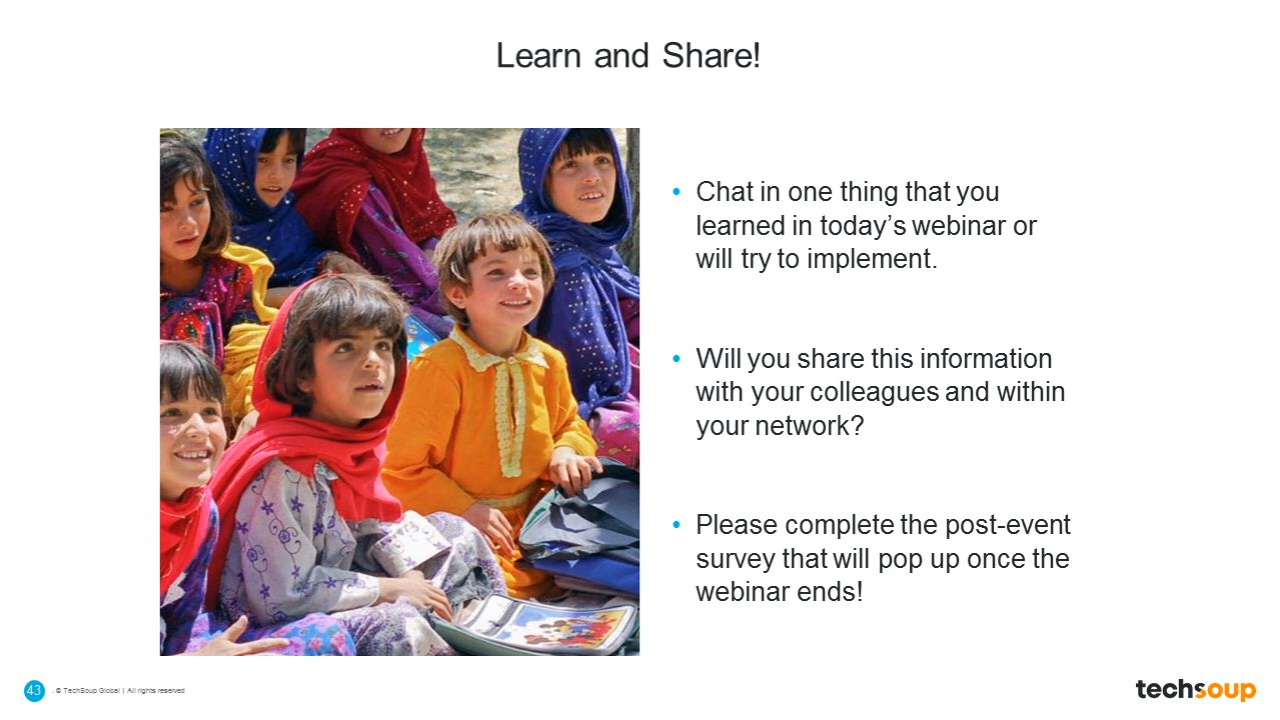 Learn and Share!
• Chat in one thing that you
learned in today’s webinar or
will try to implement.
• Will you share this information
with your colleagues and within
your network?
• Please complete the post-event
survey that will pop up once the
webinar ends!
43 . © TechSoup Global | All rights reserved
techsoup